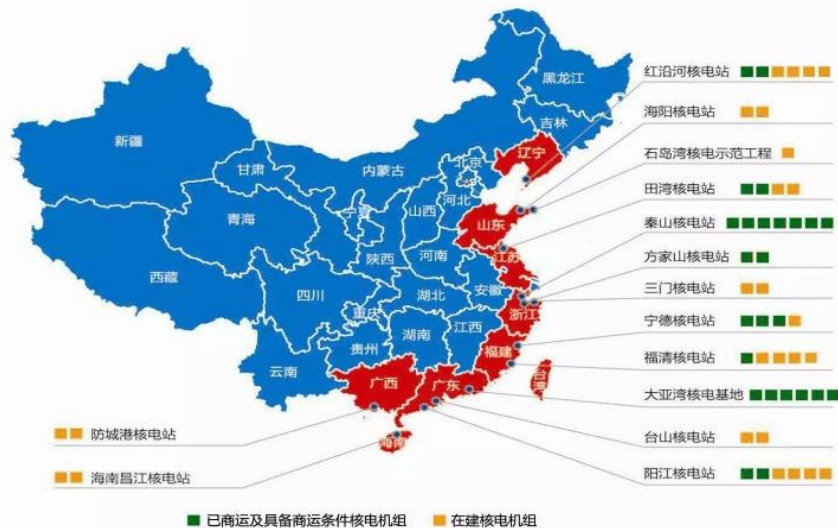 黑龙江
吉林
辽宁
新疆
甘肃
内蒙古
北京
河北
宁夏
山西
山东
青海
陕西
河南
江苏
西藏
四川
重庆
湖北
安徽
浙江
湖南
江西
贵州
福建
云南
广西
广东
台湾
海南
红沿河核电站
海阳核电站
石岛湾核电示范工程
田湾核电站
秦山核电站
方家山核电站
三门核电站
宁德核电站
福清核电站
大亚湾核电基地
台山核电站
阳江核电站
防城港核电站
海南昌江核电站
已商运及具备商运条件核电机组
在建核电机组